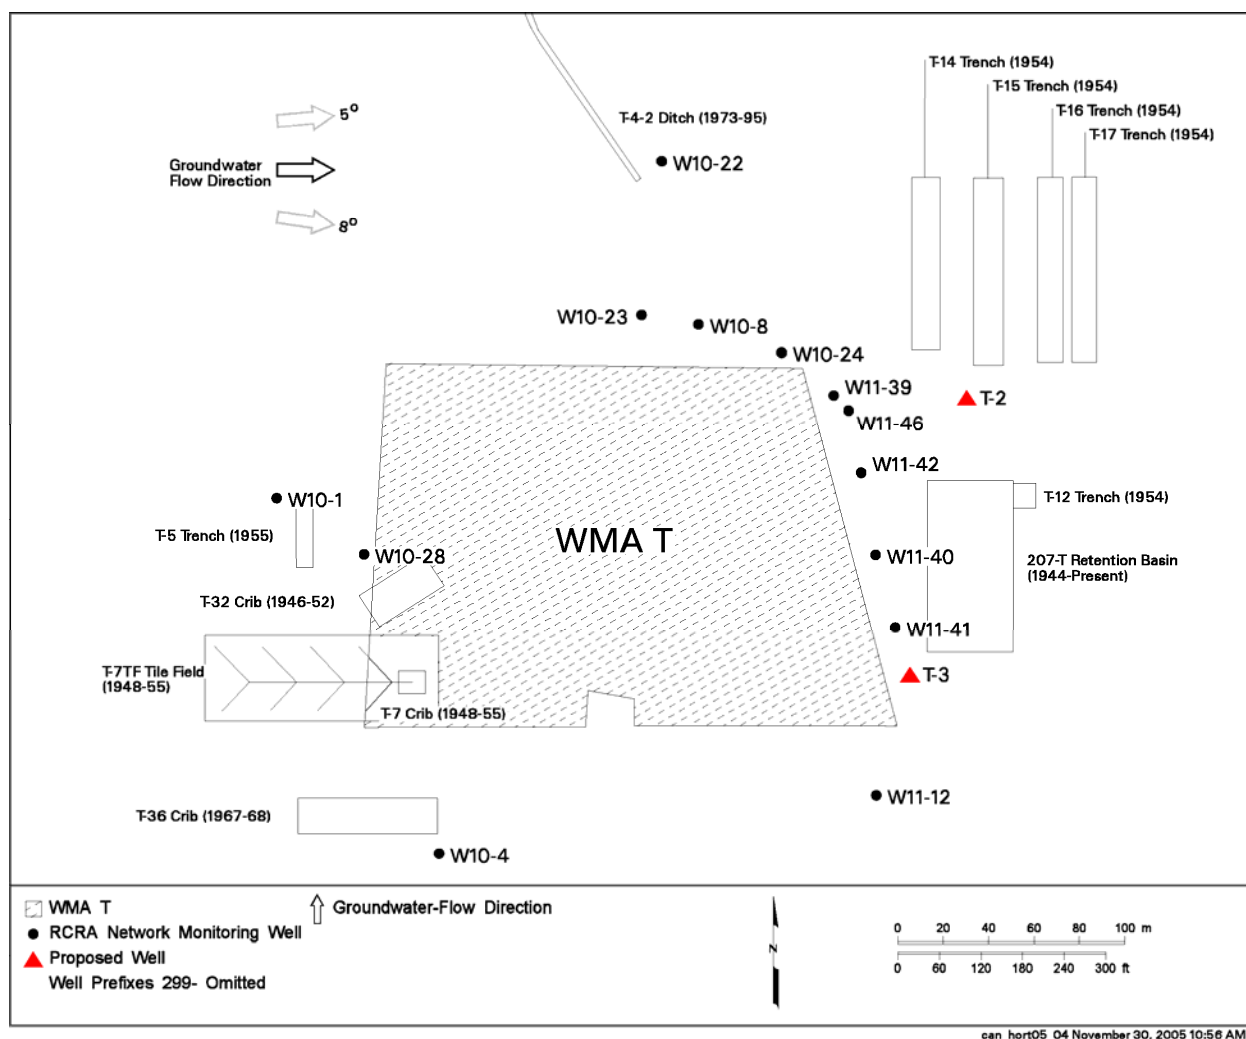 T-14 Trench (1954)
T-15 Trench (1954)
T-16 Trench (1954)
T-17 Trench (1954)
5°
T-4-2 Ditch (1973-95)
Groundwater
Flow Direction
W10-22
8°
W10-23
W10-8
W10-24
W11-39
T-2
W11-46
W11-42
W10-1
T-12 Trench (1954)
T-5 Trench (1955)
WMA T
W10-28
W11-40
207-T Retention Basin
(1944-Present)
T-32 Crib (1946-52)
W11-41
T-7TF Tile Field
(1948-55)
T-3
T-7 Crib (1948-55)
W11-12
T-36 Crib (1967-68)
W10-4
WMA T
Groundwater-Flow Direction
RCRA Network Monitoring Well
Proposed Well
Well Prefixes 299- Omitted
N
0 20 40 60 80 100 m
0 60 120 180 240 300 ft
can_hort05_04 November 30, 2005 10:56 AM